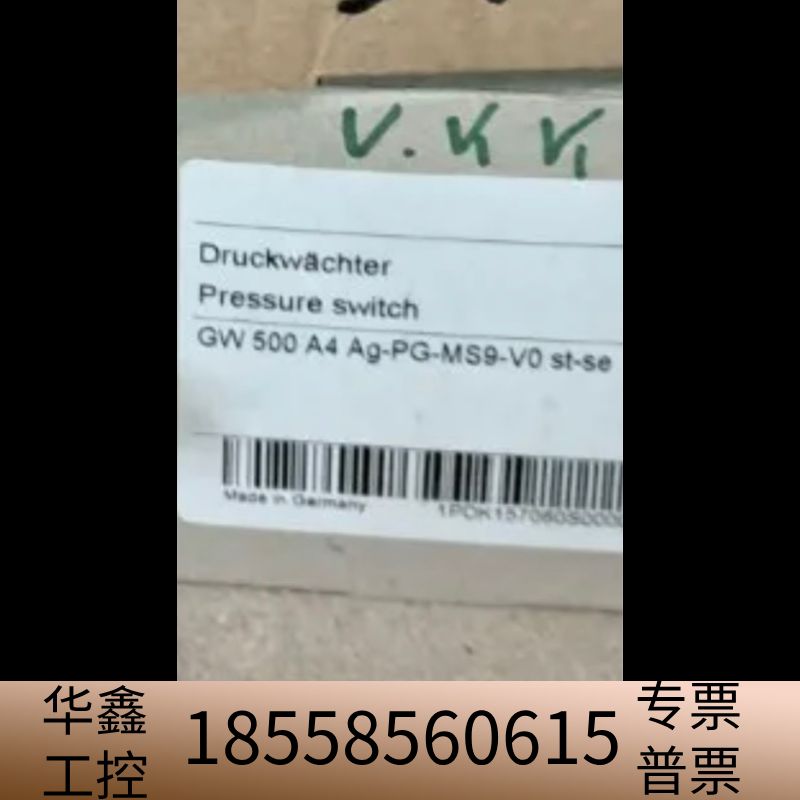 V.KV,
Druckwächter
Pressure switch
GW 500 A4 Ag-PG-MS9-V0 st-se
Made in Germany
华鑫
工控
18558560615
专票
普票